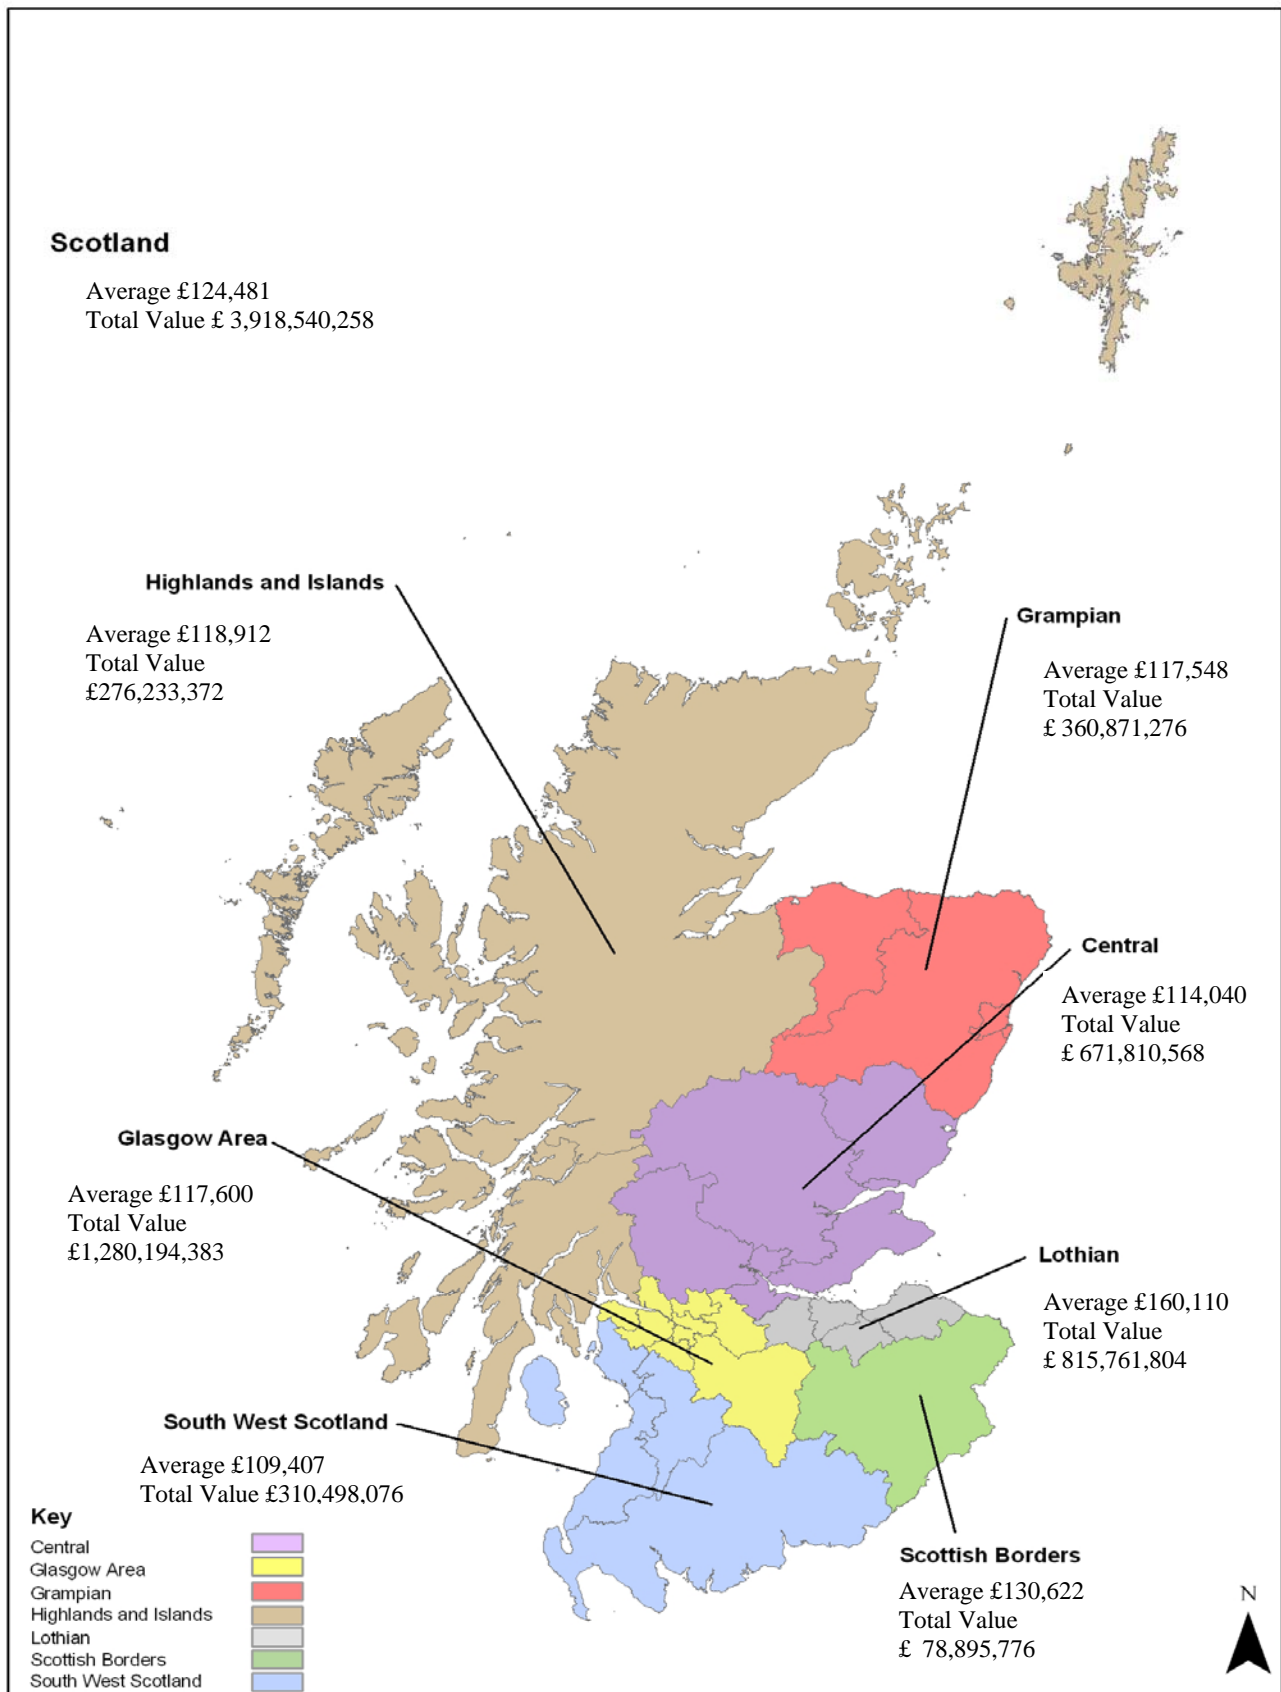 Scotland
Average £124,481
Total Value £ 3,918,540,258
Highlands and Islands
Average £118,912
Total Value
£276,233,372
Grampian
Average £117,548
Total Value
£ 360,871,276
Central
Average £114,040
Total Value
£ 671,810,568
Glasgow Area
Average £117,600
Total Value
£1,280,194,383
Lothian
Average £160,110
Total Value
£ 815,761,804
South West Scotland
Average £109,407
Total Value £310,498,076
Scottish Borders
Average £130,622
Total Value
£ 78,895,776
Key
Central
Glasgow Area
Grampian
Highlands and Islands
Lothian
Scottish Borders
South West Scotland
N